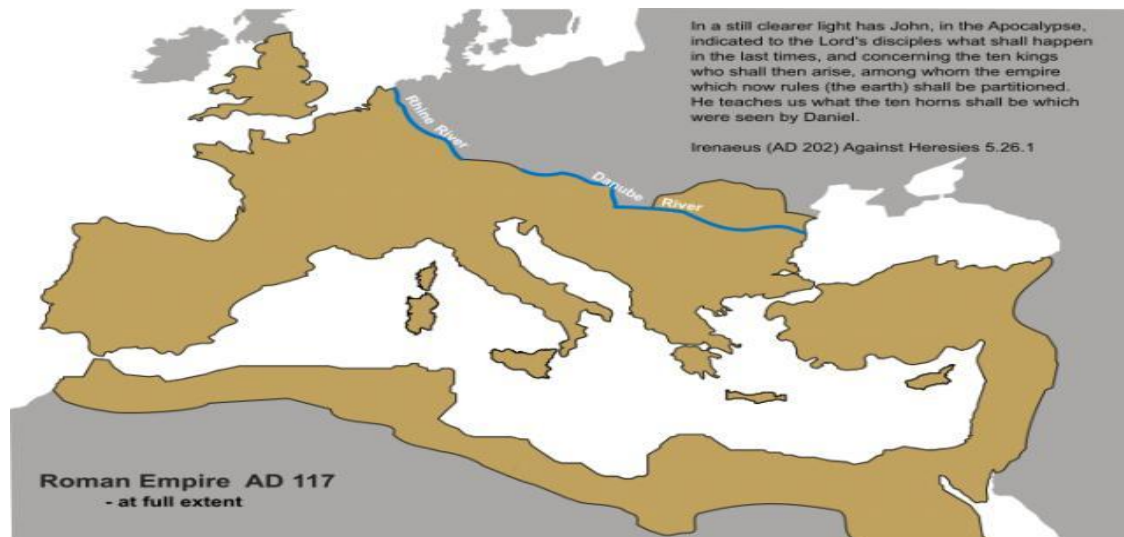 In a still clearer light has John, in the Apocalypse,
indicated to the Lord's disciples what shall happen
in the last times, and concerning the ten kings
who shall then arise, among whom the empire
which now rules (the earth) shall be partitioned.
He teaches us what the ten horns shall be which
were seen by Daniel.
Irenaeus (AD 202) Against Heresies 5.26.1
Rhine River
Danube River
Roman Empire AD 117
- at full extent